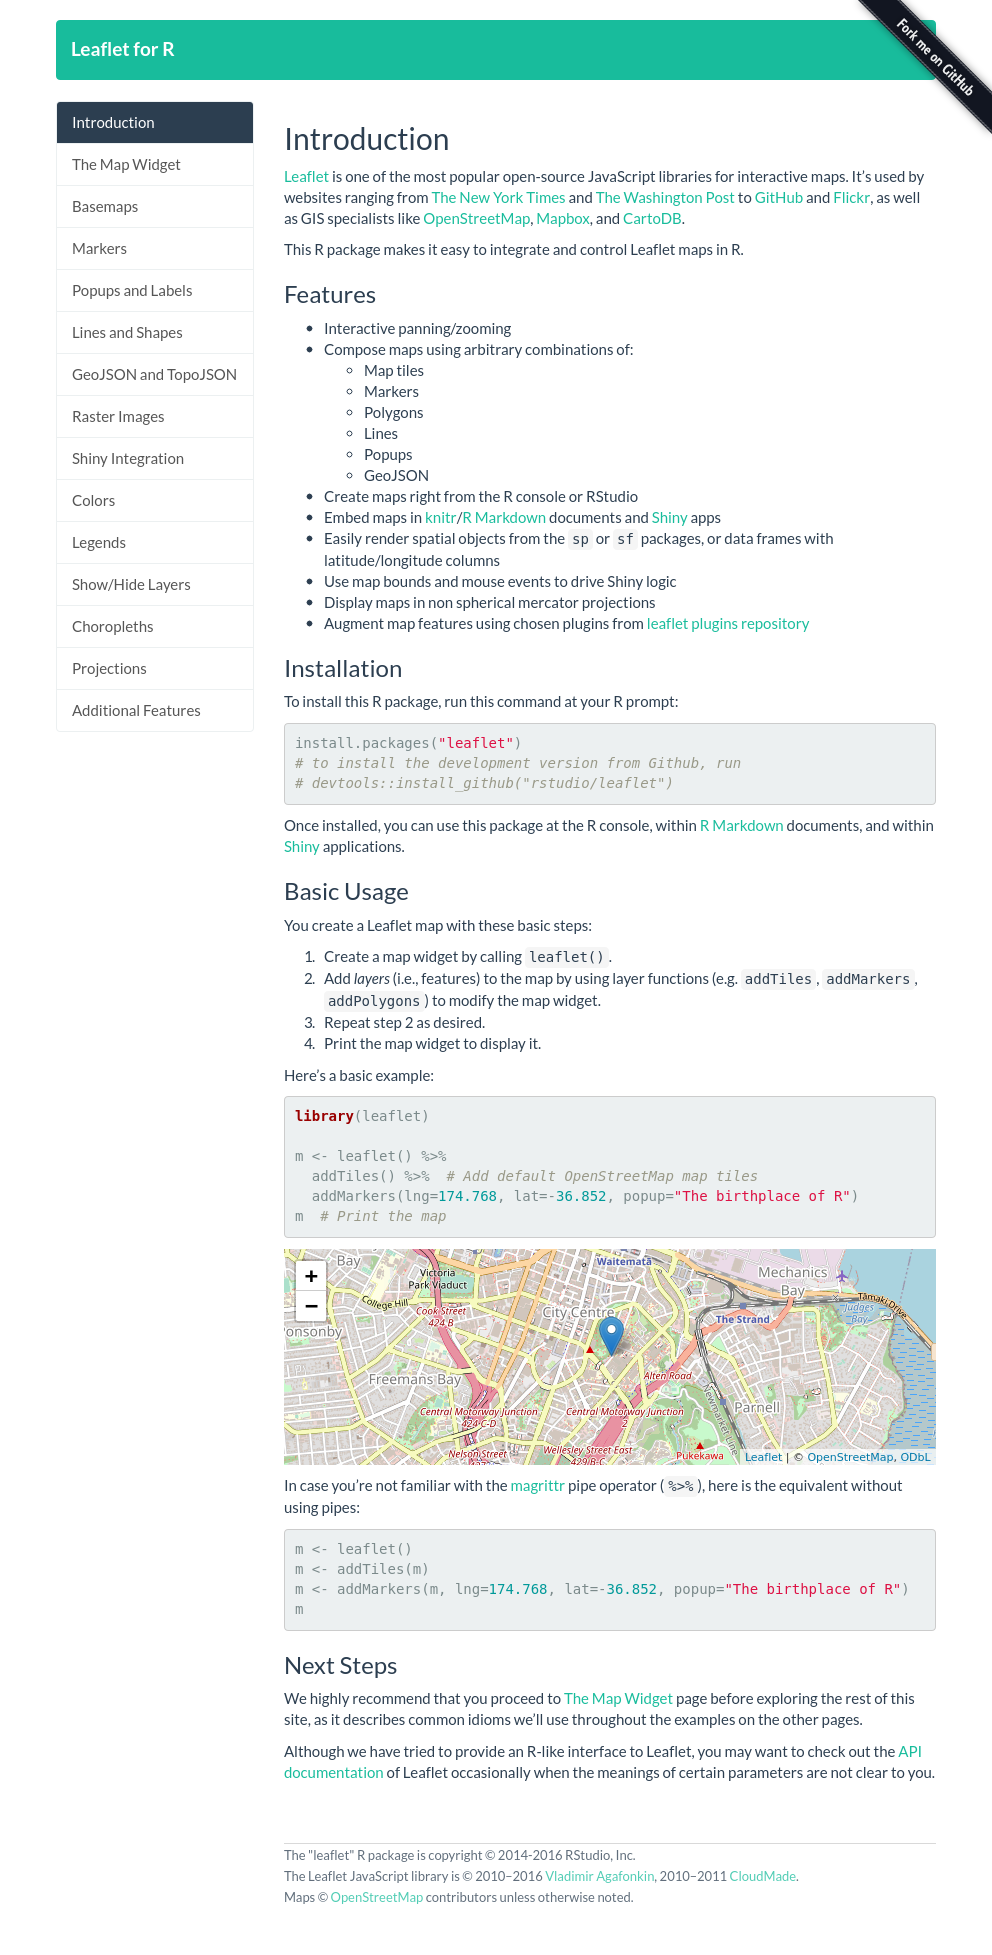 Leaflet for R
Fork me on GitHub
Introduction
The Map Widget
Basemaps
Markers
Popups and Labels
Lines and Shapes
GeoJSON and TopoJSON
Raster Images
Shiny Integration
Colors
Legends
Show/Hide Layers
Choropleths
Projections
Additional Features
Introduction
Leaflet is one of the most popular open-source JavaScript libraries for interactive maps. It’s used by
websites ranging from The New York Times and The Washington Post to GitHub and Flickr, as well
as GIS specialists like OpenStreetMap, Mapbox, and CartoDB.
This R package makes it easy to integrate and control Leaflet maps in R.
Features
• Interactive panning/zooming
• Compose maps using arbitrary combinations of:
◦ Map tiles
◦ Markers
◦ Polygons
◦ Lines
◦ Popups
◦ GeoJSON
• Create maps right from the R console or RStudio
• Embed maps in knitr/R Markdown documents and Shiny apps
• Easily render spatial objects from the sp or sf packages, or data frames with
latitude/longitude columns
• Use map bounds and mouse events to drive Shiny logic
• Display maps in non spherical mercator projections
• Augment map features using chosen plugins from leaflet plugins repository
Installation
To install this R package, run this command at your R prompt:
install.packages("leaflet")
# to install the development version from Github, run
# devtools::install_github("rstudio/leaflet")
Once installed, you can use this package at the R console, within R Markdown documents, and within
Shiny applications.
Basic Usage
You create a Leaflet map with these basic steps:
1. Create a map widget by calling leaflet().
2. Add layers (i.e., features) to the map by using layer functions (e.g. addTiles, addMarkers,
addPolygons) to modify the map widget.
3. Repeat step 2 as desired.
4. Print the map widget to display it.
Here’s a basic example:
library(leaflet)
m <- leaflet() %>%
  addTiles() %>%  # Add default OpenStreetMap map tiles
  addMarkers(lng=174.768, lat=-36.852, popup="The birthplace of R")
m  # Print the map
+
−
Bay
Victoria
Park Viaduct
College Hill
Cook Street
424 B
onsonby
Freemans Bay
City Centre
Waitematā
Mechanics
Bay
The Strand
Tāmaki Drive
Judges
Bay
Alten Road
Newmarket Line
Parnell
Central Motorway Junction
424 C-D
Central Motorway Junction
2
Nelson Street
427
Wellesley Street East
429 B-C
Pukekawa
Leaflet | © OpenStreetMap, ODbL
In case you’re not familiar with the magrittr pipe operator (%>%), here is the equivalent without
using pipes:
m <- leaflet()
m <- addTiles(m)
m <- addMarkers(m, lng=174.768, lat=-36.852, popup="The birthplace of R")
m
Next Steps
We highly recommend that you proceed to The Map Widget page before exploring the rest of this
site, as it describes common idioms we’ll use throughout the examples on the other pages.
Although we have tried to provide an R-like interface to Leaflet, you may want to check out the API
documentation of Leaflet occasionally when the meanings of certain parameters are not clear to you.
The "leaflet" R package is copyright © 2014-2016 RStudio, Inc.
The Leaflet JavaScript library is © 2010–2016 Vladimir Agafonkin, 2010–2011 CloudMade.
Maps © OpenStreetMap contributors unless otherwise noted.